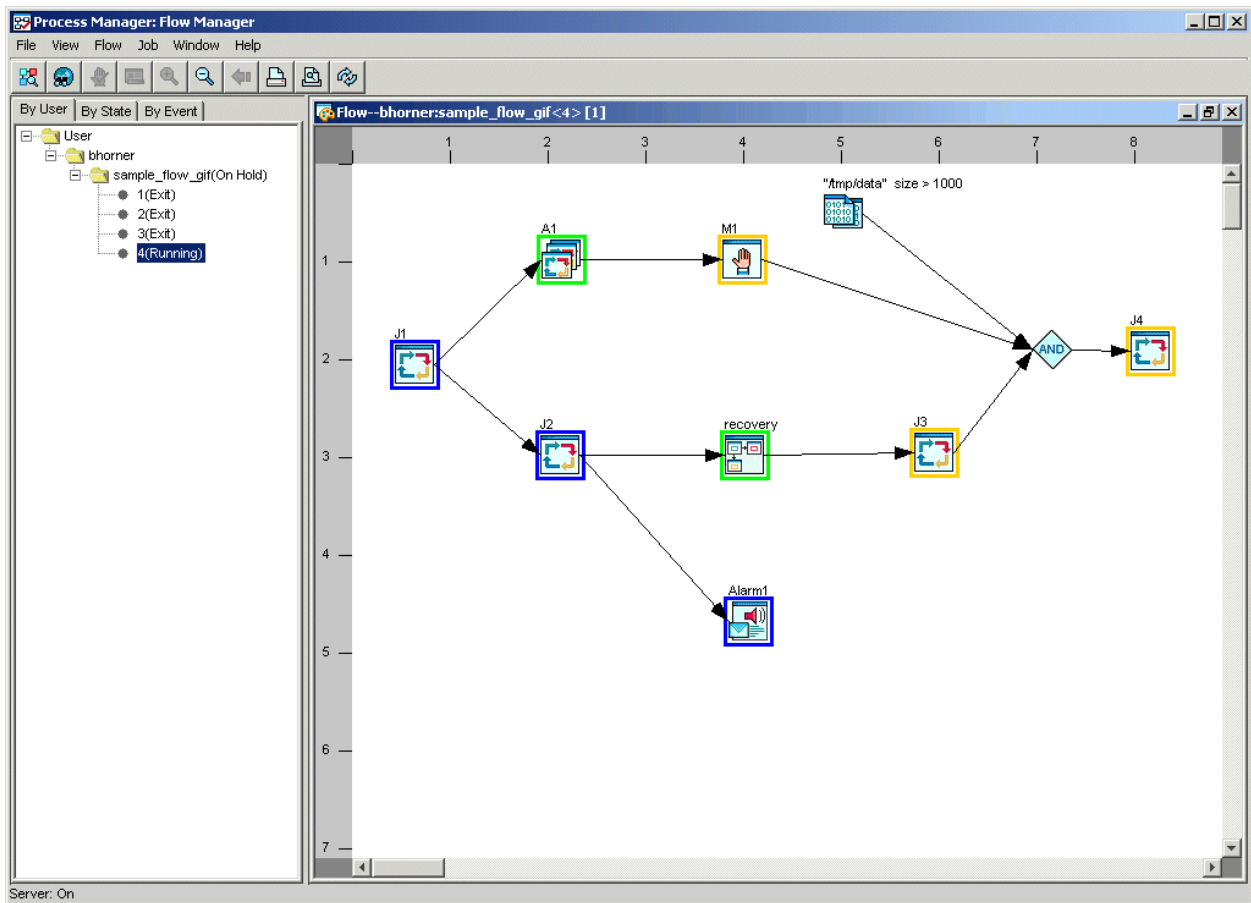 Process Manager: Flow Manager
File View Flow Job Window Help
By User By State By Event
User
bhorner
sample_flow_gif(On Hold)
1(Exit)
2(Exit)
3(Exit)
4(Running)
Flow--bhorner:sample_flow_gif<4> [1]
1 2 3 4 5 6 7 8
"/tmp/data" size > 1000
A1 M1
1
J1 J4
2
AND
J2 recovery J3
3
4
Alarm1
5
6
7
Server: On